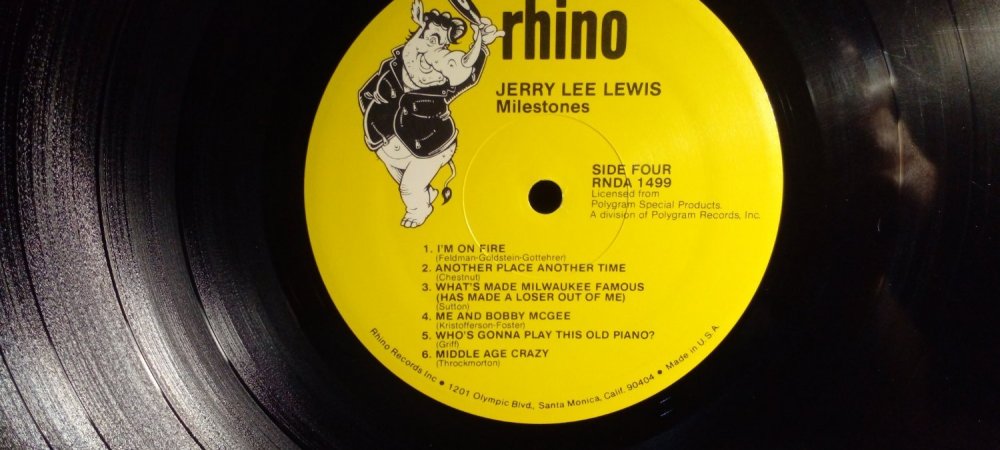 rhino
JERRY LEE LEWIS
Milestones
SIDE FOUR
RNDA 1499
Licensed from
Polygram Special Products.
A division of Polygram Records, Inc.
1. I'M ON FIRE
(Feldman-Goldstein-Gottehrer)
2. ANOTHER PLACE ANOTHER TIME
(Chestnut)
3. WHAT'S MADE MILWAUKEE FAMOUS
(HAS MADE A LOSER OUT OF ME)
(Sutton)
4. ME AND BOBBY MCGEE
(Kristofferson-Foster)
5. WHO'S GONNA PLAY THIS OLD PIANO?
(Griff)
6. MIDDLE AGE CRAZY
(Throckmorton)
Rhino Records Inc • 1201 Olympic Blvd., Santa Monica, Calif. 90404 • Made in U.S.A.